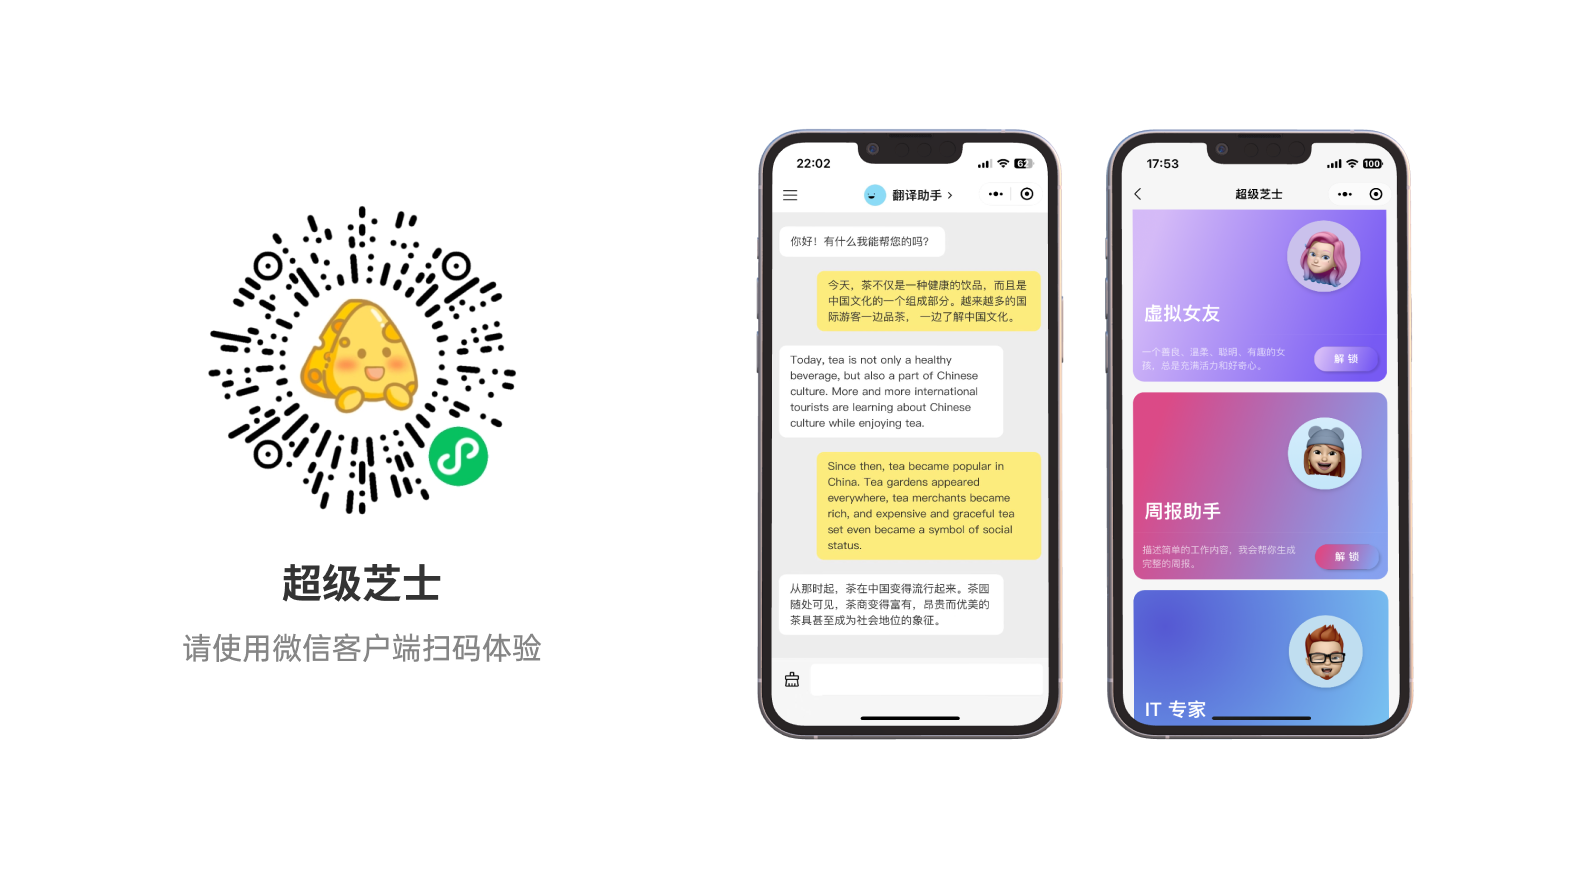 超级芝士
请使用微信客户端扫码体验
22:02
62
翻译助手
你好！有什么我能帮您的吗？
今天，茶不仅是一种健康的饮品，而且是
中国文化的一个组成部分。越来越多的国
际游客一边品茶， 一边了解中国文化。
Today, tea is not only a healthy
beverage, but also a part of Chinese
culture. More and more international
tourists are learning about Chinese
culture while enjoying tea.
Since then, tea became popular in
China. Tea gardens appeared
everywhere, tea merchants became
rich, and expensive and graceful tea
set even became a symbol of social
status.
从那时起，茶在中国变得流行起来。茶园
随处可见，茶商变得富有，昂贵而优美的
茶具甚至成为社会地位的象征。
17:53
100
超级芝士
虚拟女友
一个善良、温柔、聪明、有趣的女
孩，总是充满活力和好奇心。
解 锁
周报助手
描述简单的工作内容，我会帮你生成
完整的周报。
解 锁
IT 专家